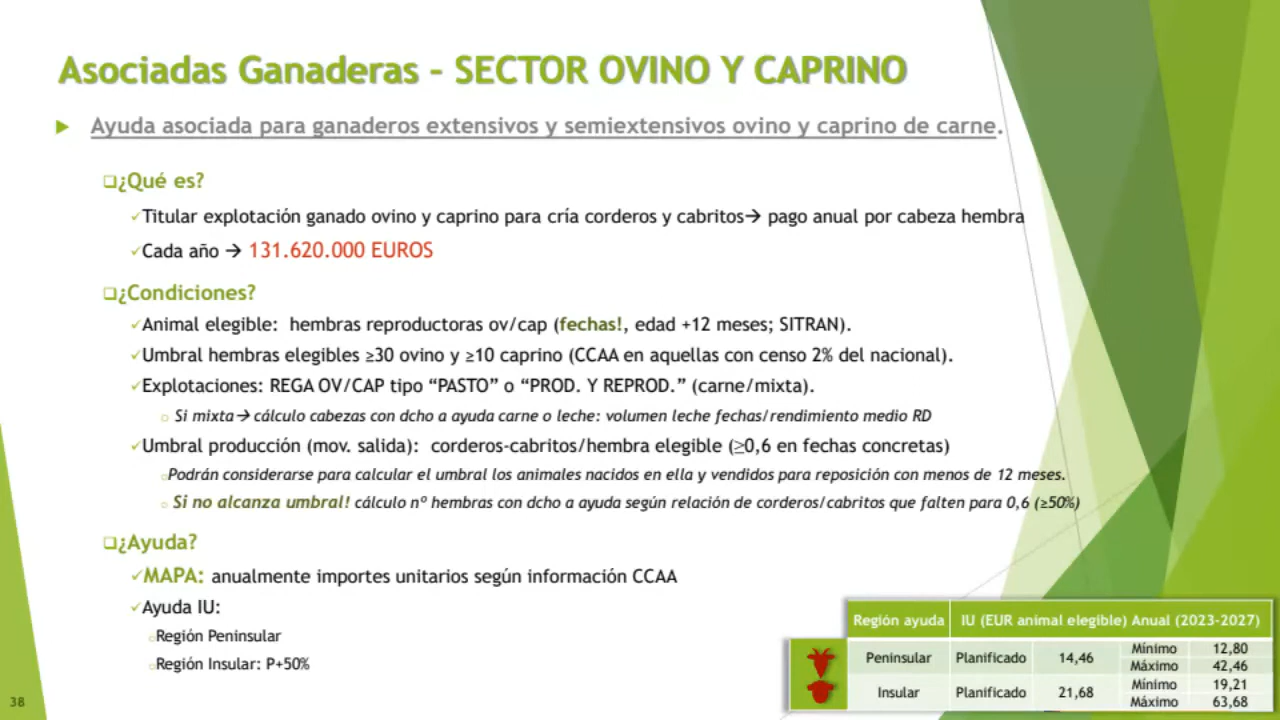 Asociadas Ganaderas – SECTOR OVINO Y CAPRINO
Ayuda asociada para ganaderos extensivos y semiextensivos ovino y caprino de carne.
¿Qué es?
Titular explotación ganado ovino y caprino para cría corderos y cabritos→ pago anual por cabeza hembra
Cada año → 131.620.000 EUROS
¿Condiciones?
Animal elegible: hembras reproductoras ov/cap (fechas!, edad +12 meses; SITRAN).
Umbral hembras elegibles ≥30 ovino y ≥10 caprino (CCAA en aquellas con censo 2% del nacional).
Explotaciones: REGA OV/CAP tipo “PASTO” o “PROD. Y REPROD.” (carne/mixta).
Si mixta→ cálculo cabezas con dcho a ayuda carne o leche: volumen leche fechas/rendimiento medio RD
Umbral producción (mov. salida): corderos-cabritos/hembra elegible (≥0,6 en fechas concretas)
Podrán considerarse para calcular el umbral los animales nacidos en ella y vendidos para reposición con menos de 12 meses.
Si no alcanza umbral! cálculo nº hembras con dcho a ayuda según relación de corderos/cabritos que falten para 0,6 (≥50%)
¿Ayuda?
MAPA: anualmente importes unitarios según información CCAA
Ayuda IU:
Región Peninsular
Región Insular: P+50%
Región ayuda IU (EUR animal elegible) Anual (2023-2027)
Peninsular Planificado 14,46 Mínimo 12,80
Máximo 42,46
Insular Planificado 21,68 Mínimo 19,21
Máximo 63,68
38